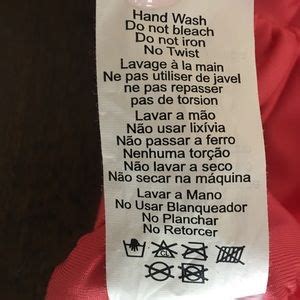 Hand Wash
Do not bleach
Do not iron
No Twist
Lavage à la main
Ne pas utiliser de javel
ne pas repasser
pas de torsion
Lavar a mão
Não usar lixívia
Não passar a ferro
Nenhuma torção
Não lavar a seco
Não secar na máquina
Lavar a Mano
No Usar Blanqueador
No Planchar
No Retorcer